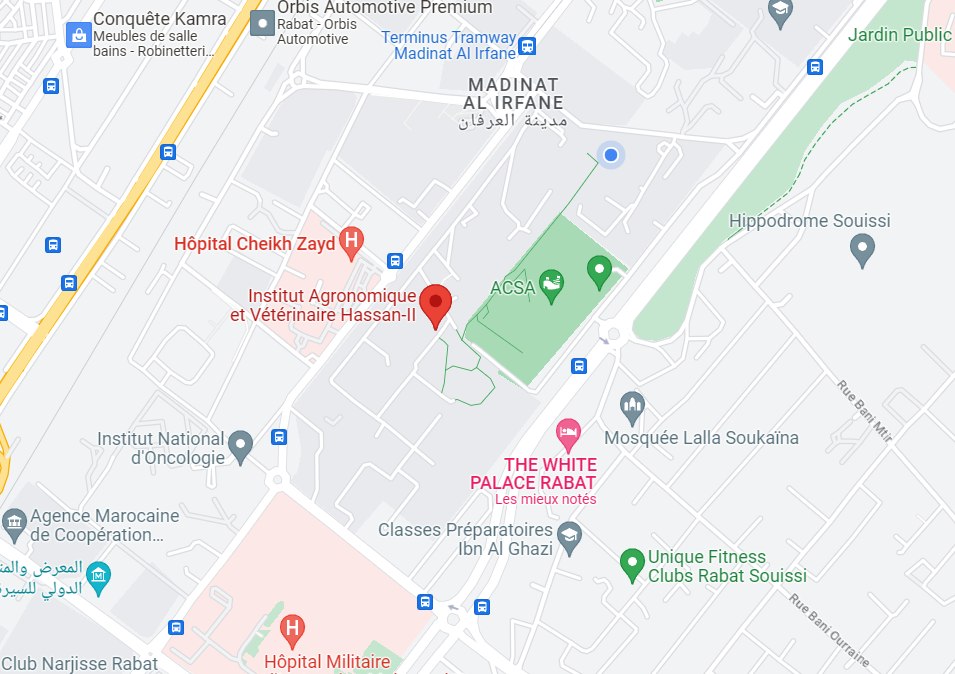 Conquête Kamra
Meubles de salle
bains - Robinetteri...
Orbis Automotive Premium
Rabat - Orbis
Automotive
Terminus Tramway
Madinat Al Irfane
Jardin Public
MADINAT
AL IRFANE
مدينة العرفان
Hippodrome Souissi
Hôpital Cheikh Zayd
H
Institut Agronomique
et Vétérinaire Hassan-II
ACSA
Rue Bani Mtir
Mosquée Lalla Soukaïna
Institut National
d'Oncologie
THE WHITE
PALACE RABAT
Les mieux notés
Agence Marocaine
de Coopération...
Classes Préparatoires
Ibn Al Ghazi
Unique Fitness
Clubs Rabat Souissi
المعرض والمت
الدولي للسير
Rue Bani Ourraine
H
Club Narjisse Rabat
Hôpital Militaire